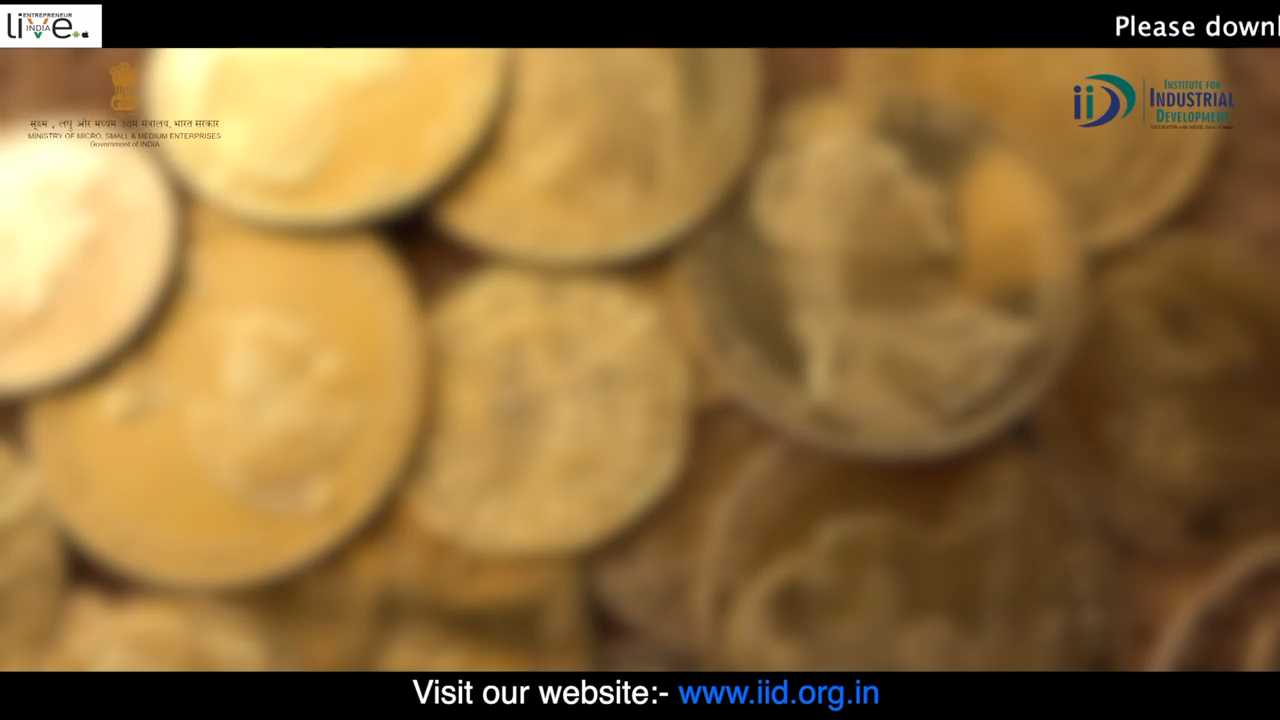 ENTREPRENEUR
live
INDIA
Please downl
सूक्ष्म , लघु और मध्यम उद्यम मंत्रालय, भारत सरकार
MINISTRY OF MICRO, SMALL & MEDIUM ENTERPRISES
Government of INDIA
iiD
INSTITUTE FOR
INDUSTRIAL
DEVELOPMENT
Visit our website:- www.iid.org.in